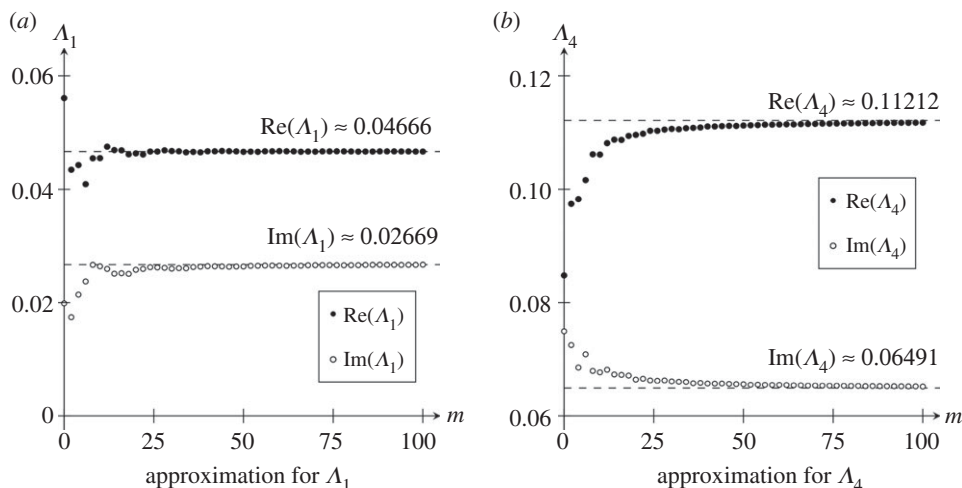 (a)
Λ1
0.06
0.04
0.02
0
Re(Λ1) ≈ 0.04666
Im(Λ1) ≈ 0.02669
Re(Λ1)
Im(Λ1)
0 25 50 75 100 m
approximation for Λ1
(b)
Λ4
0.12
0.10
0.08
0.06
Re(Λ4) ≈ 0.11212
Re(Λ4)
Im(Λ4)
Im(Λ4) ≈ 0.06491
0 25 50 75 100 m
approximation for Λ4